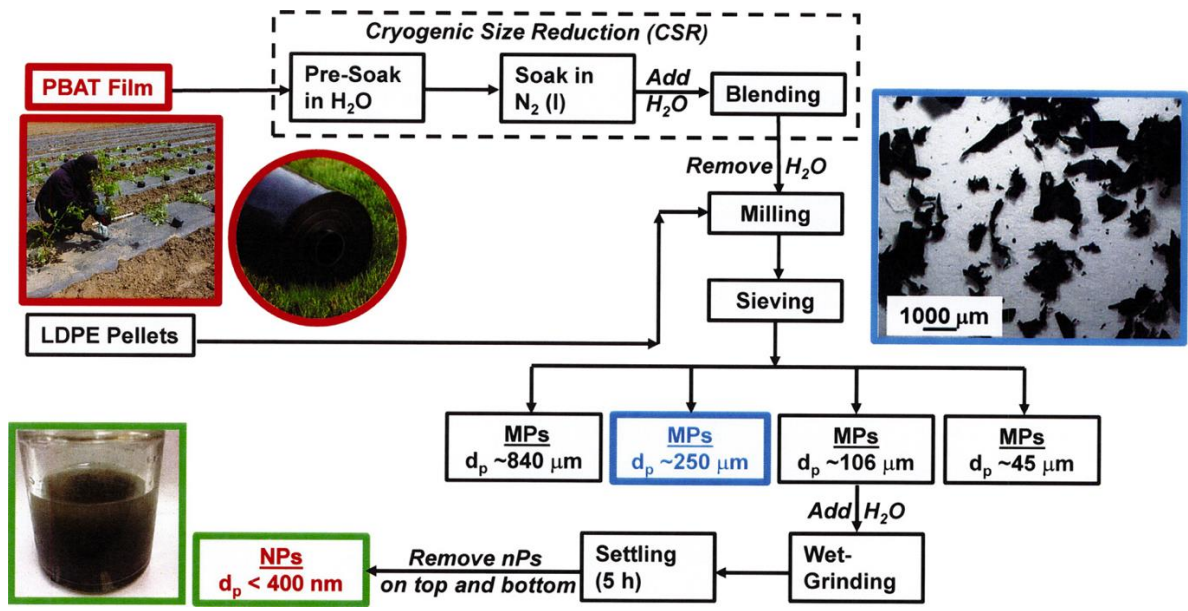 Cryogenic Size Reduction (CSR)
PBAT Film
Pre-Soak
in H₂O
Soak in
N₂ (l)
Add
H₂O
Blending
Remove H₂O
Milling
Sieving
LDPE Pellets
1000 μm
MPs
dₚ ~840 μm
MPs
dₚ ~250 μm
MPs
dₚ ~106 μm
MPs
dₚ ~45 μm
Add H₂O
Wet-
Grinding
Settling
(5 h)
Remove nPs
on top and bottom
NPs
dₚ < 400 nm